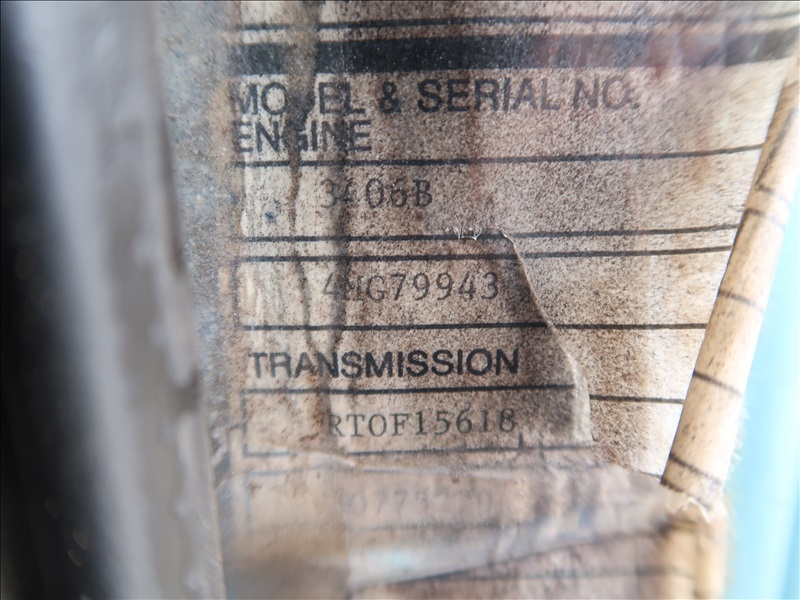 MODEL & SERIAL NO.
ENGINE
3406B
4MG79943
TRANSMISSION
RTOF15618